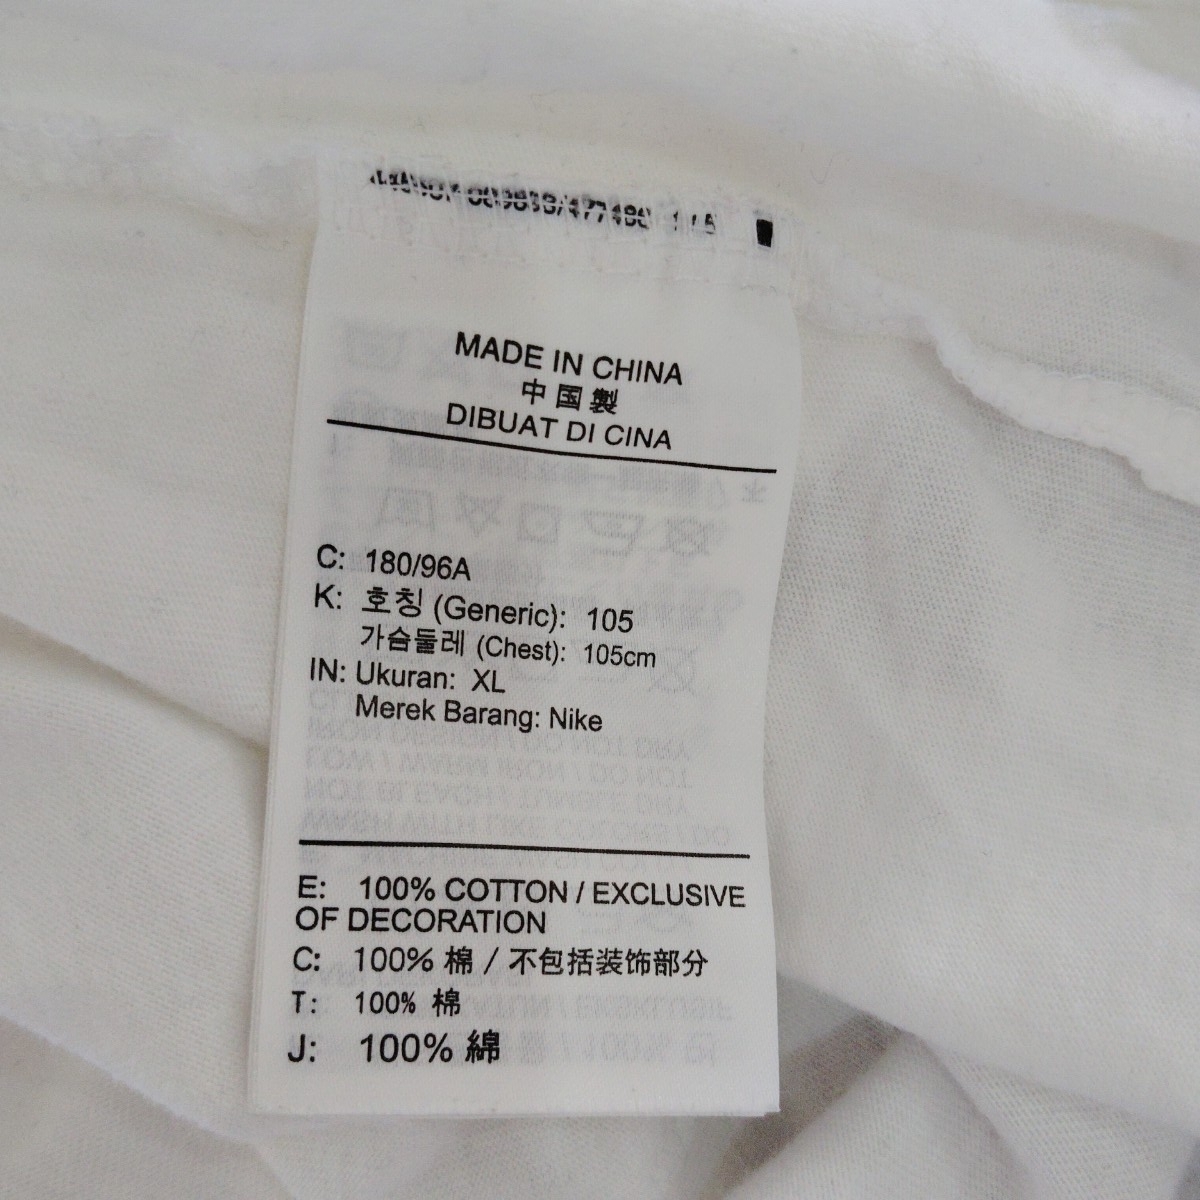 MADE IN CHINA
中国製
DIBUAT DI CINA
C: 180/96A
K: 호칭 (Generic): 105
가슴둘레 (Chest): 105cm
IN: Ukuran: XL
Merek Barang: Nike
E: 100% COTTON / EXCLUSIVE
OF DECORATION
C: 100% 棉 / 不包括装饰部分
T: 100% 棉
J: 100% 綿